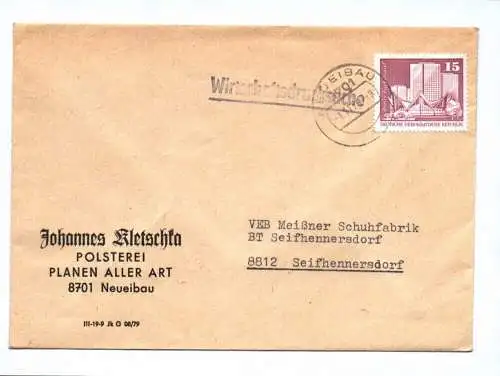 EIBAU
Wirtschaftsdrucksache
15
DEUTSCHE DEMOKRATISCHE REPUBLIK
Johannes Kletschka
POLSTEREI
PLANEN ALLER ART
8701 Neueibau
III-19-9 Jk G 08/79
VEB Meißner Schuhfabrik
BT Seifhennersdorf
8812 Seifhennersdorf